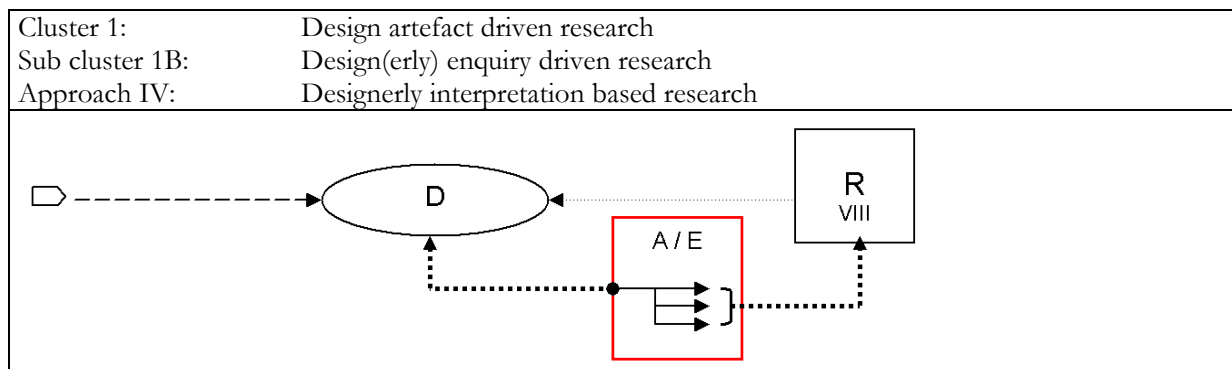 Cluster 1: Design artefact driven research
Sub cluster 1B: Design(erly) enquiry driven research
Approach IV: Designerly interpretation based research
D
R
VIII
A / E